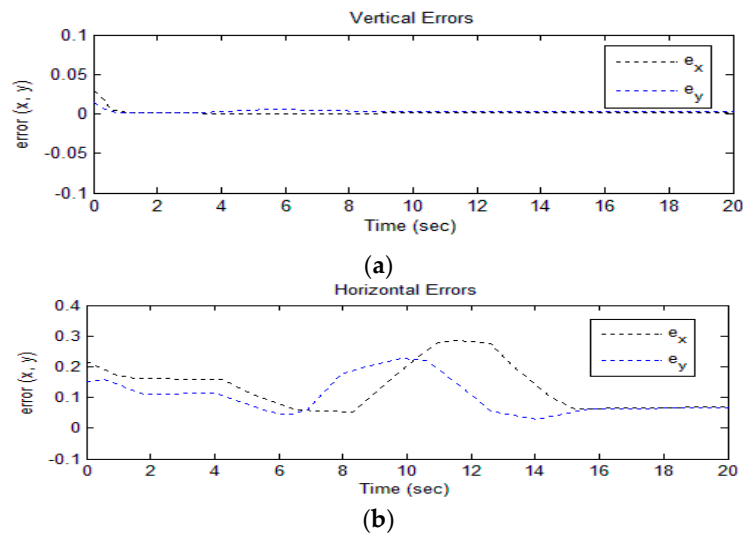 Vertical Errors
0.1
0.05
0
-0.05
-0.1
error (x, y)
e_x
e_y
0 2 4 6 8 10 12 14 16 18 20
Time (sec)
(a)
Horizontal Errors
0.4
0.3
0.2
0.1
0
-0.1
error (x, y)
e_x
e_y
0 2 4 6 8 10 12 14 16 18 20
Time (sec)
(b)